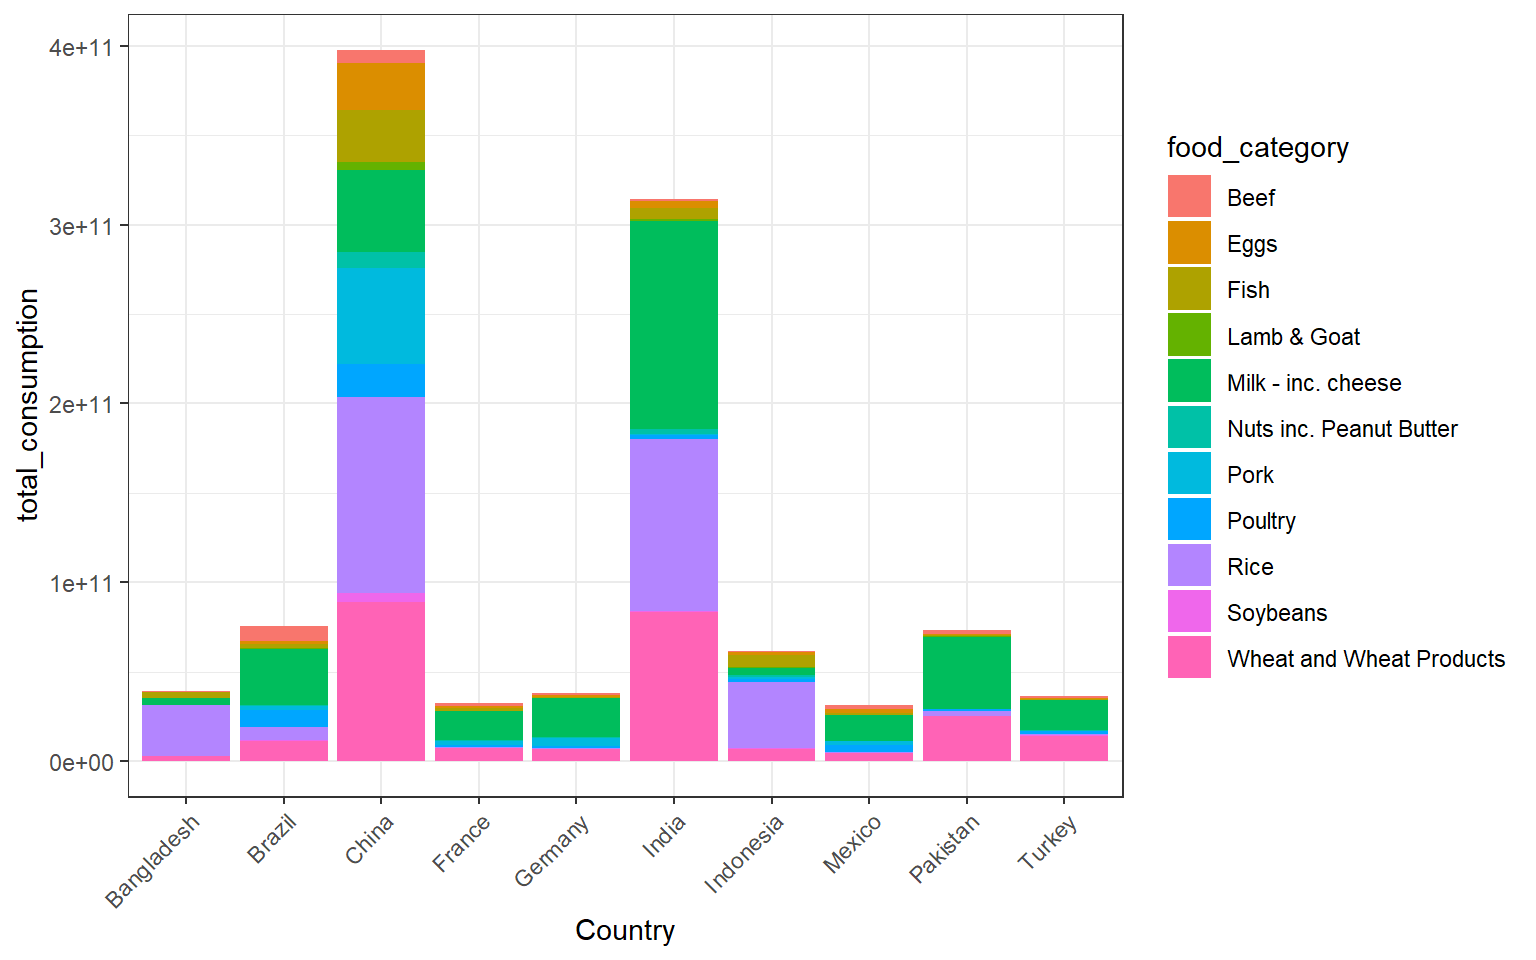 4e+11
3e+11
2e+11
1e+11
0e+00
total_consumption
Bangladesh
Brazil
China
France
Germany
India
Indonesia
Mexico
Pakistan
Turkey
Country
food_category
Beef
Eggs
Fish
Lamb & Goat
Milk - inc. cheese
Nuts inc. Peanut Butter
Pork
Poultry
Rice
Soybeans
Wheat and Wheat Products